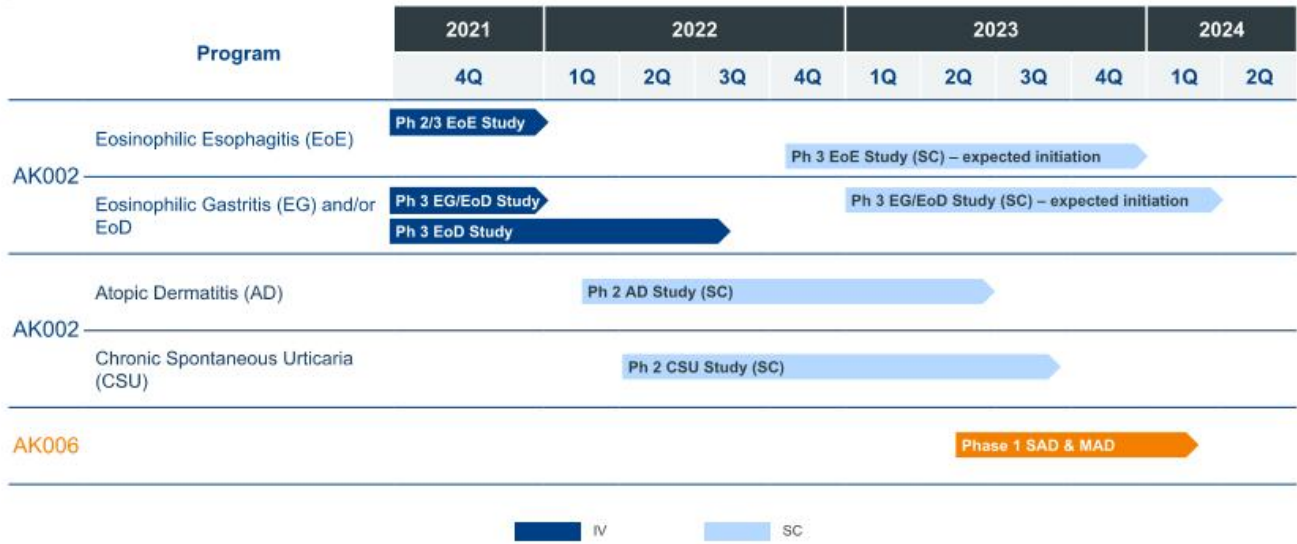 Program
2021 2022 2023 2024
4Q 1Q 2Q 3Q 4Q 1Q 2Q 3Q 4Q 1Q 2Q
AK002
Eosinophilic Esophagitis (EoE)
Ph 2/3 EoE Study
Ph 3 EoE Study (SC) – expected initiation
Eosinophilic Gastritis (EG) and/or
EoD
Ph 3 EG/EoD Study
Ph 3 EG/EoD Study (SC) – expected initiation
Ph 3 EoD Study
AK002
Atopic Dermatitis (AD)
Ph 2 AD Study (SC)
Chronic Spontaneous Urticaria
(CSU)
Ph 2 CSU Study (SC)
AK006
Phase 1 SAD & MAD
IV SC